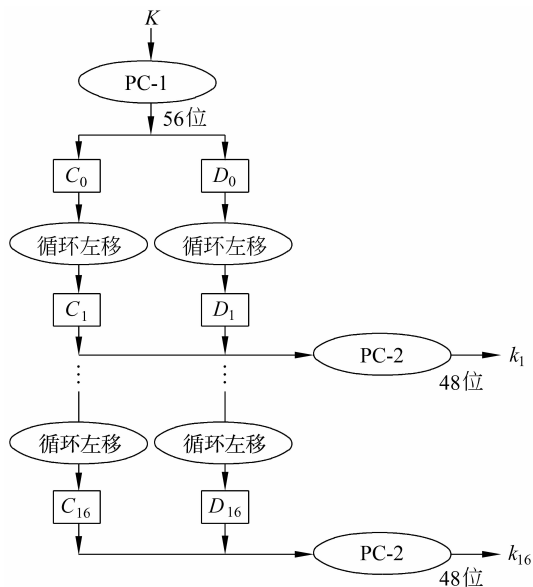 K
PC-1
56位
C₀ D₀
循环左移 循环左移
C₁ D₁
PC-2 k₁
48位
⋮ ⋮
循环左移 循环左移
C₁₆ D₁₆
PC-2 k₁₆
48位